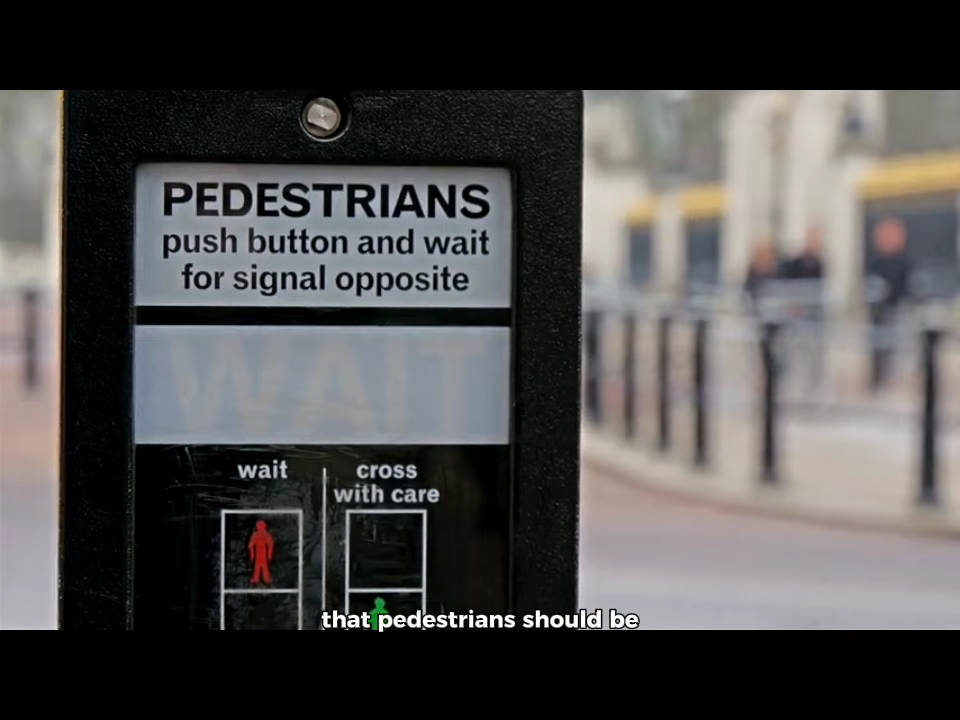 PEDESTRIANS
push button and wait
for signal opposite
WAIT
wait
cross
with care
that pedestrians should be